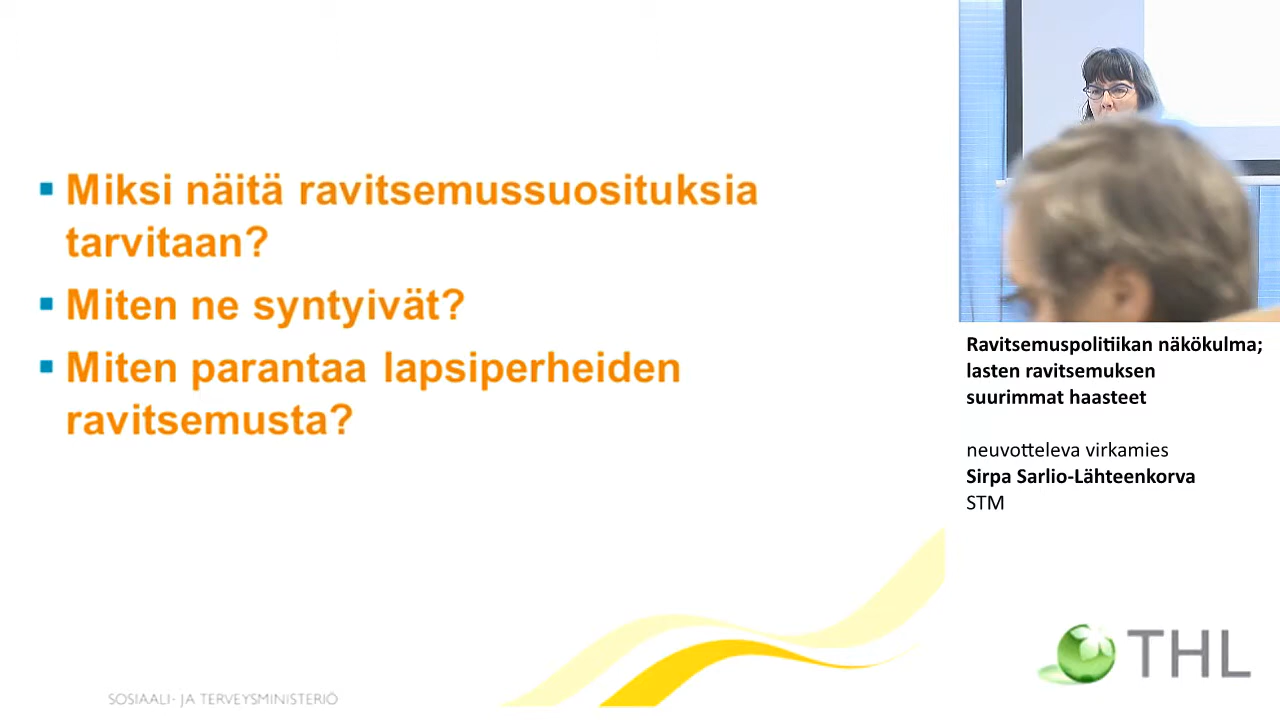 Miksi näitä ravitsemussuosituksia
tarvitaan?
Miten ne syntyivät?
Miten parantaa lapsiperheiden
ravitsemusta?
SOSIAALI- JA TERVEYSMINISTERIÖ
Ravitsemuspolitiikan näkökulma;
lasten ravitsemuksen
suurimmat haasteet
neuvotteleva virkamies
Sirpa Sarlio-Lähteenkorva
STM
THL